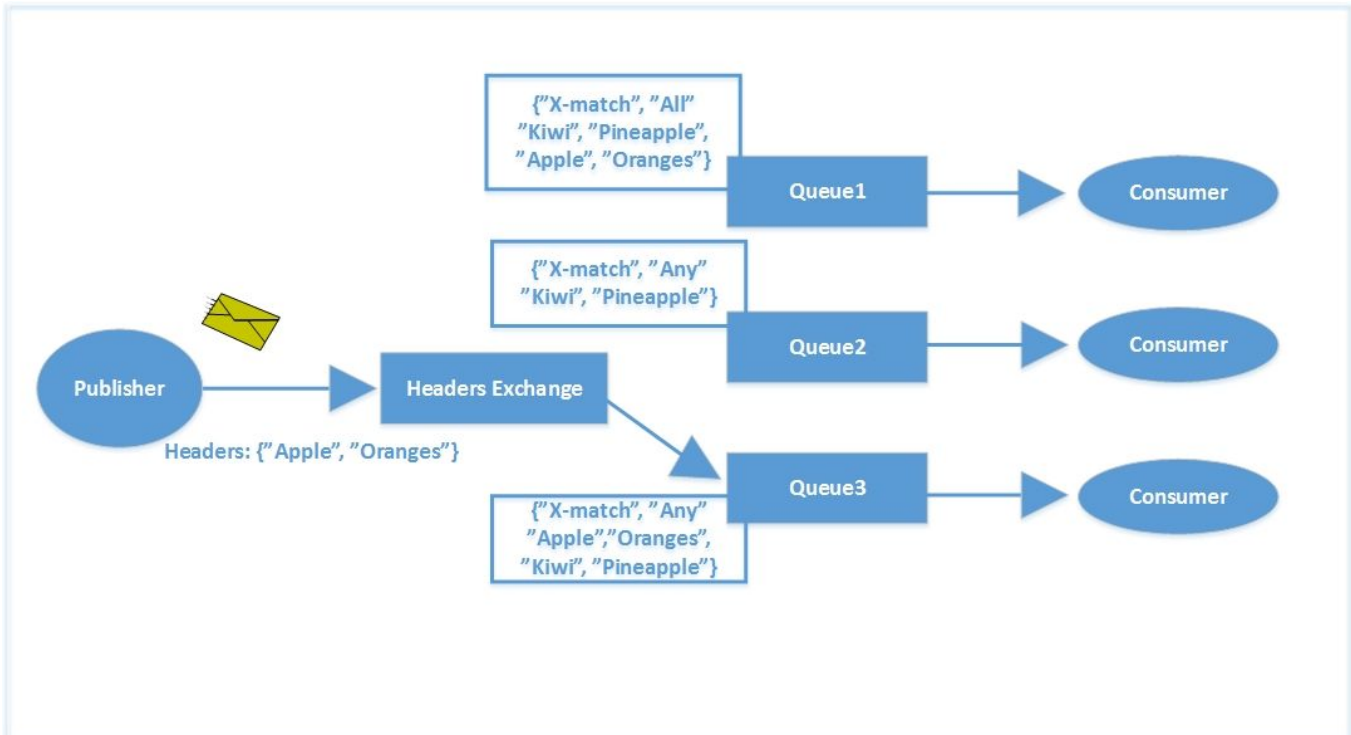 {”X-match”, ”All”
”Kiwi”, ”Pineapple”,
”Apple”, ”Oranges”}
Queue1
Consumer
{”X-match”, ”Any”
”Kiwi”, ”Pineapple”}
Queue2
Consumer
Publisher
Headers Exchange
Headers: {”Apple”, ”Oranges”}
Queue3
Consumer
{”X-match”, ”Any”
”Apple”,”Oranges”,
”Kiwi”, ”Pineapple”}